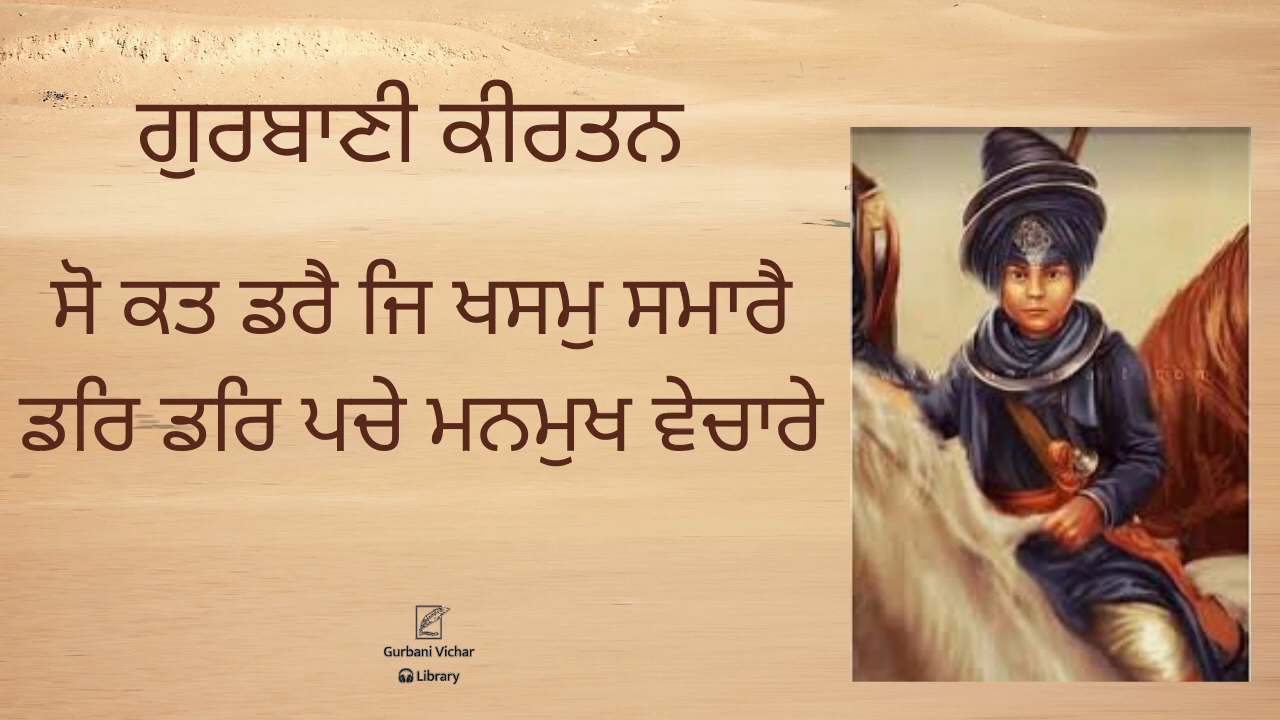 ਗੁਰਬਾਣੀ ਕੀਰਤਨ
ਸੋ ਕਤ ਡਰੈ ਜਿ ਖਸਮੁ ਸਮਾਰੈ
ਡਰਿ ਡਰਿ ਪਚੇ ਮਨਮੁਖ ਵੇਚਾਰੇ
Gurbani Vichar
Library